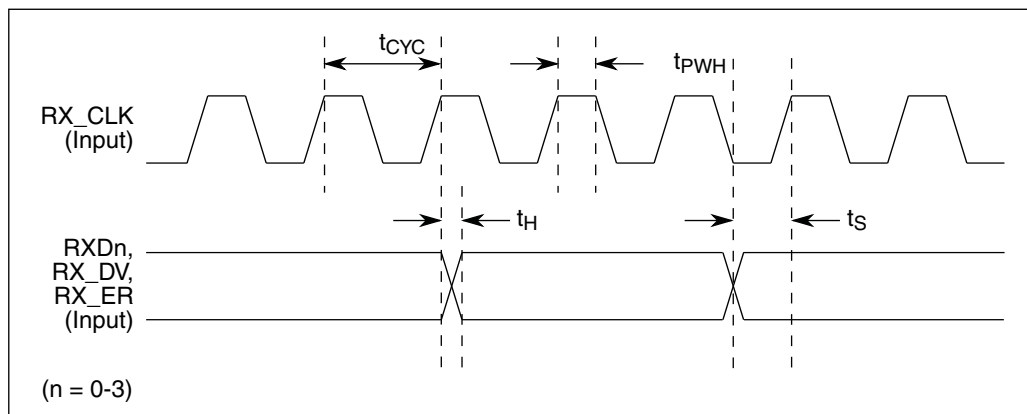 tCYC
tPWH
RX_CLK
(Input)
tH
tS
RXDn,
RX_DV,
RX_ER
(Input)
(n = 0-3)